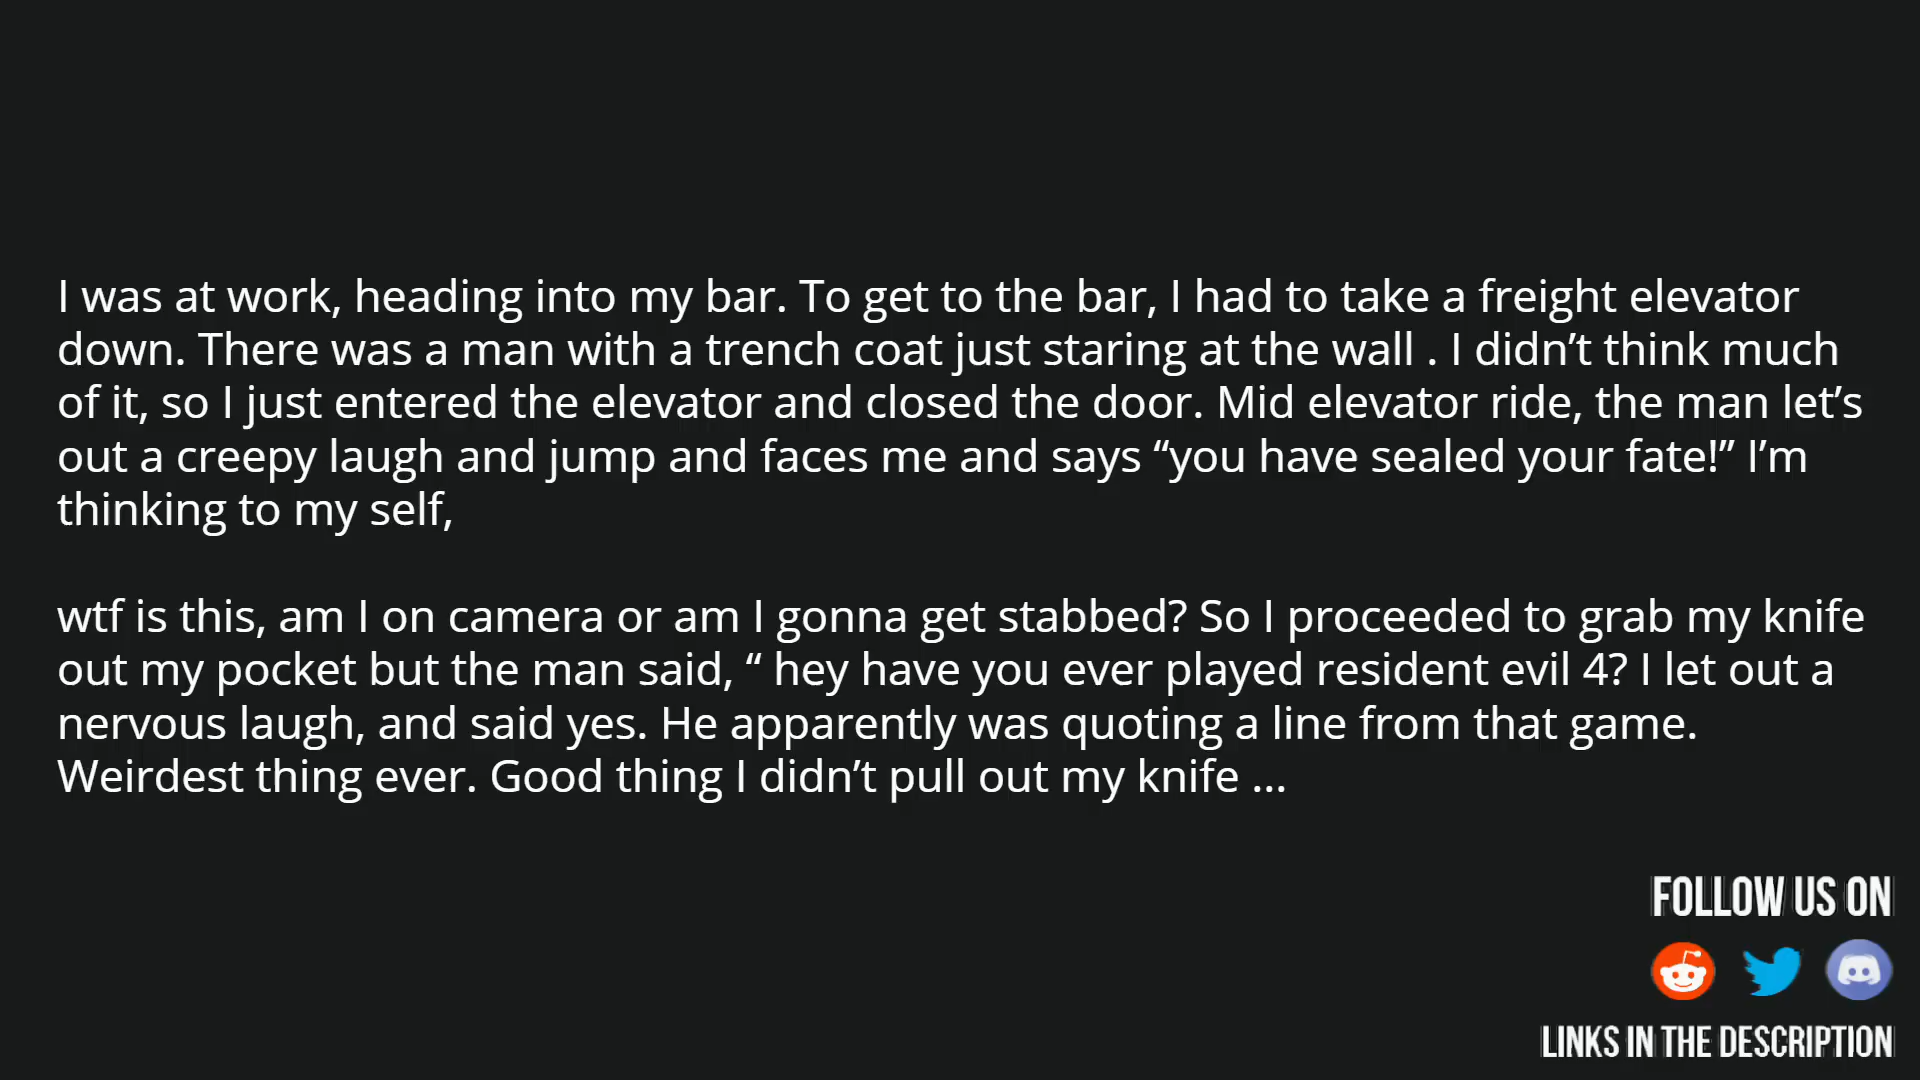 I was at work, heading into my bar. To get to the bar, I had to take a freight elevator
down. There was a man with a trench coat just staring at the wall . I didn’t think much
of it, so I just entered the elevator and closed the door. Mid elevator ride, the man let’s
out a creepy laugh and jump and faces me and says “you have sealed your fate!” I’m
thinking to my self,
wtf is this, am I on camera or am I gonna get stabbed? So I proceeded to grab my knife
out my pocket but the man said, “ hey have you ever played resident evil 4? I let out a
nervous laugh, and said yes. He apparently was quoting a line from that game.
Weirdest thing ever. Good thing I didn’t pull out my knife ...
FOLLOW US ON
LINKS IN THE DESCRIPTION